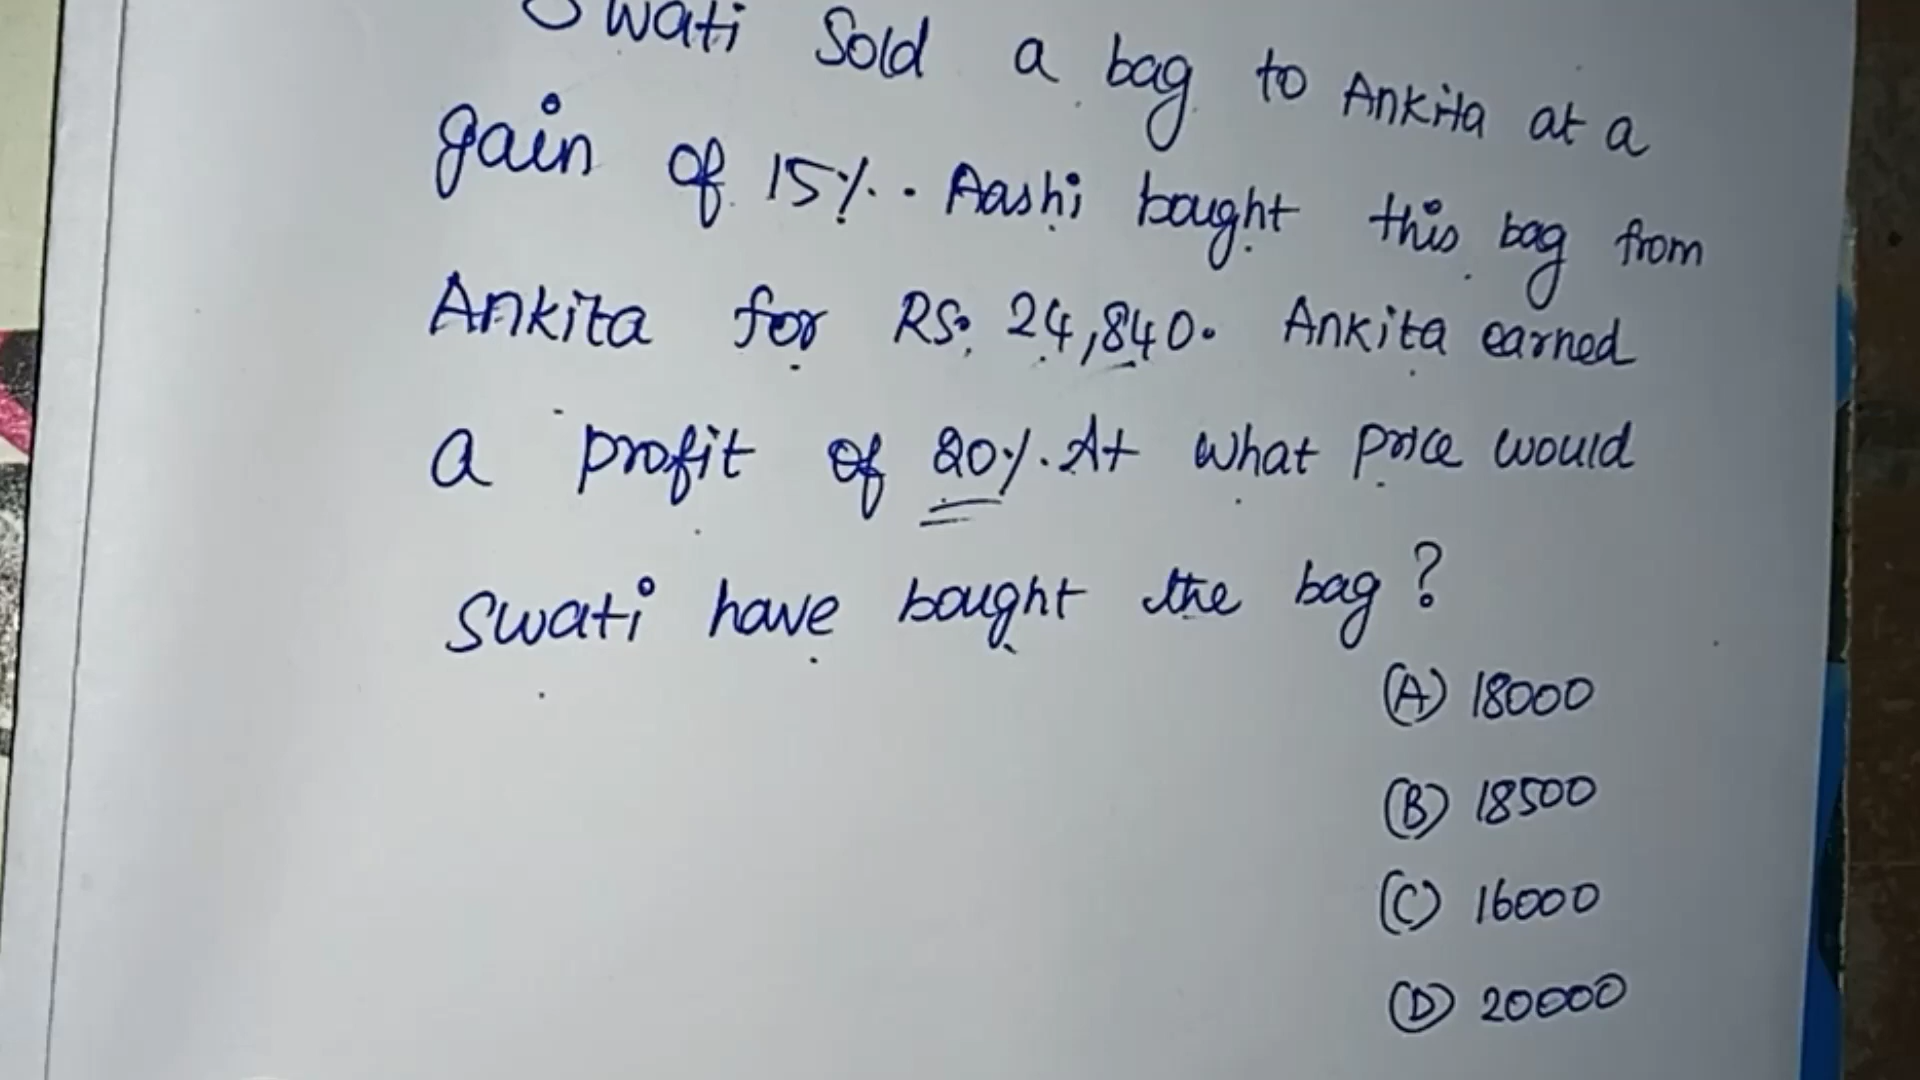 Swati Sold a bag to Ankita at a
gain of 15%. Aashi bought this bag from
Ankita for RS. 24,840. Ankita earned
a profit of 20%. At what price would
Swati have bought the bag?
(A) 18000
(B) 18500
(C) 16000
(D) 20000